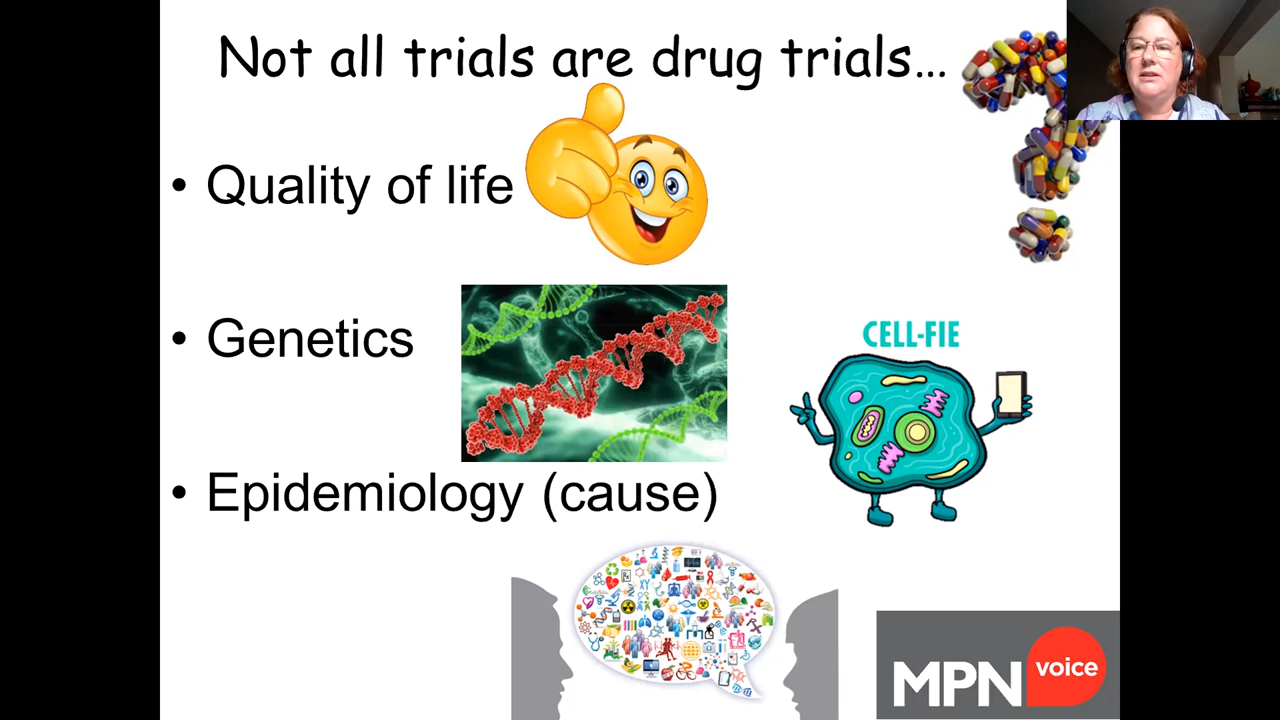 Not all trials are drug trials...
• Quality of life
• Genetics
CELL-FIE
• Epidemiology (cause)
MPN voice